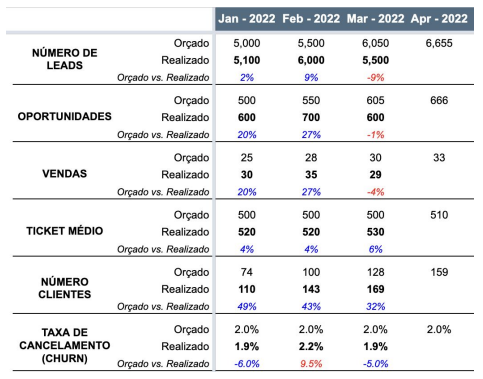 Jan - 2022 Feb - 2022 Mar - 2022 Apr - 2022
NÚMERO DE LEADS
Orçado 5,000 5,500 6,050 6,655
Realizado 5,100 6,000 5,500
Orçado vs. Realizado 2% 9% -9%
OPORTUNIDADES
Orçado 500 550 605 666
Realizado 600 700 600
Orçado vs. Realizado 20% 27% -1%
VENDAS
Orçado 25 28 30 33
Realizado 30 35 29
Orçado vs. Realizado 20% 27% -4%
TICKET MÉDIO
Orçado 500 500 500 510
Realizado 520 520 530
Orçado vs. Realizado 4% 4% 6%
NÚMERO CLIENTES
Orçado 74 100 128 159
Realizado 110 143 169
Orçado vs. Realizado 49% 43% 32%
TAXA DE CANCELAMENTO (CHURN)
Orçado 2.0% 2.0% 2.0% 2.0%
Realizado 1.9% 2.2% 1.9%
Orçado vs. Realizado -6.0% 9.5% -5.0%